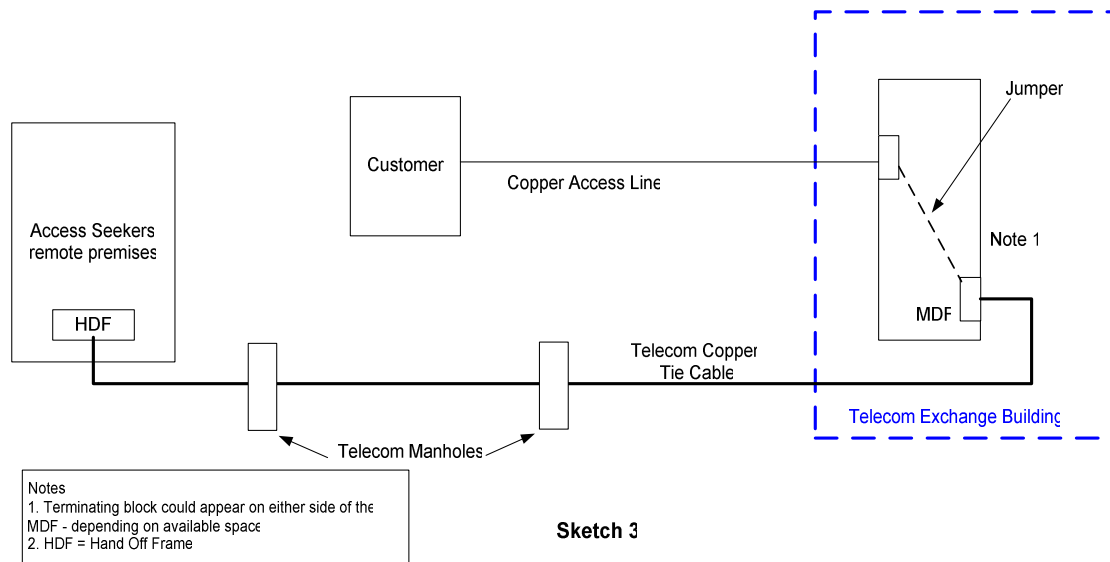 Jumper
Customer
Copper Access Line
Access Seekers
remote premises
Note 1
HDF
MDF
Telecom Copper
Tie Cable
Telecom Exchange Building
Telecom Manholes
Notes
1. Terminating block could appear on either side of the
MDF - depending on available space
2. HDF = Hand Off Frame
Sketch 3